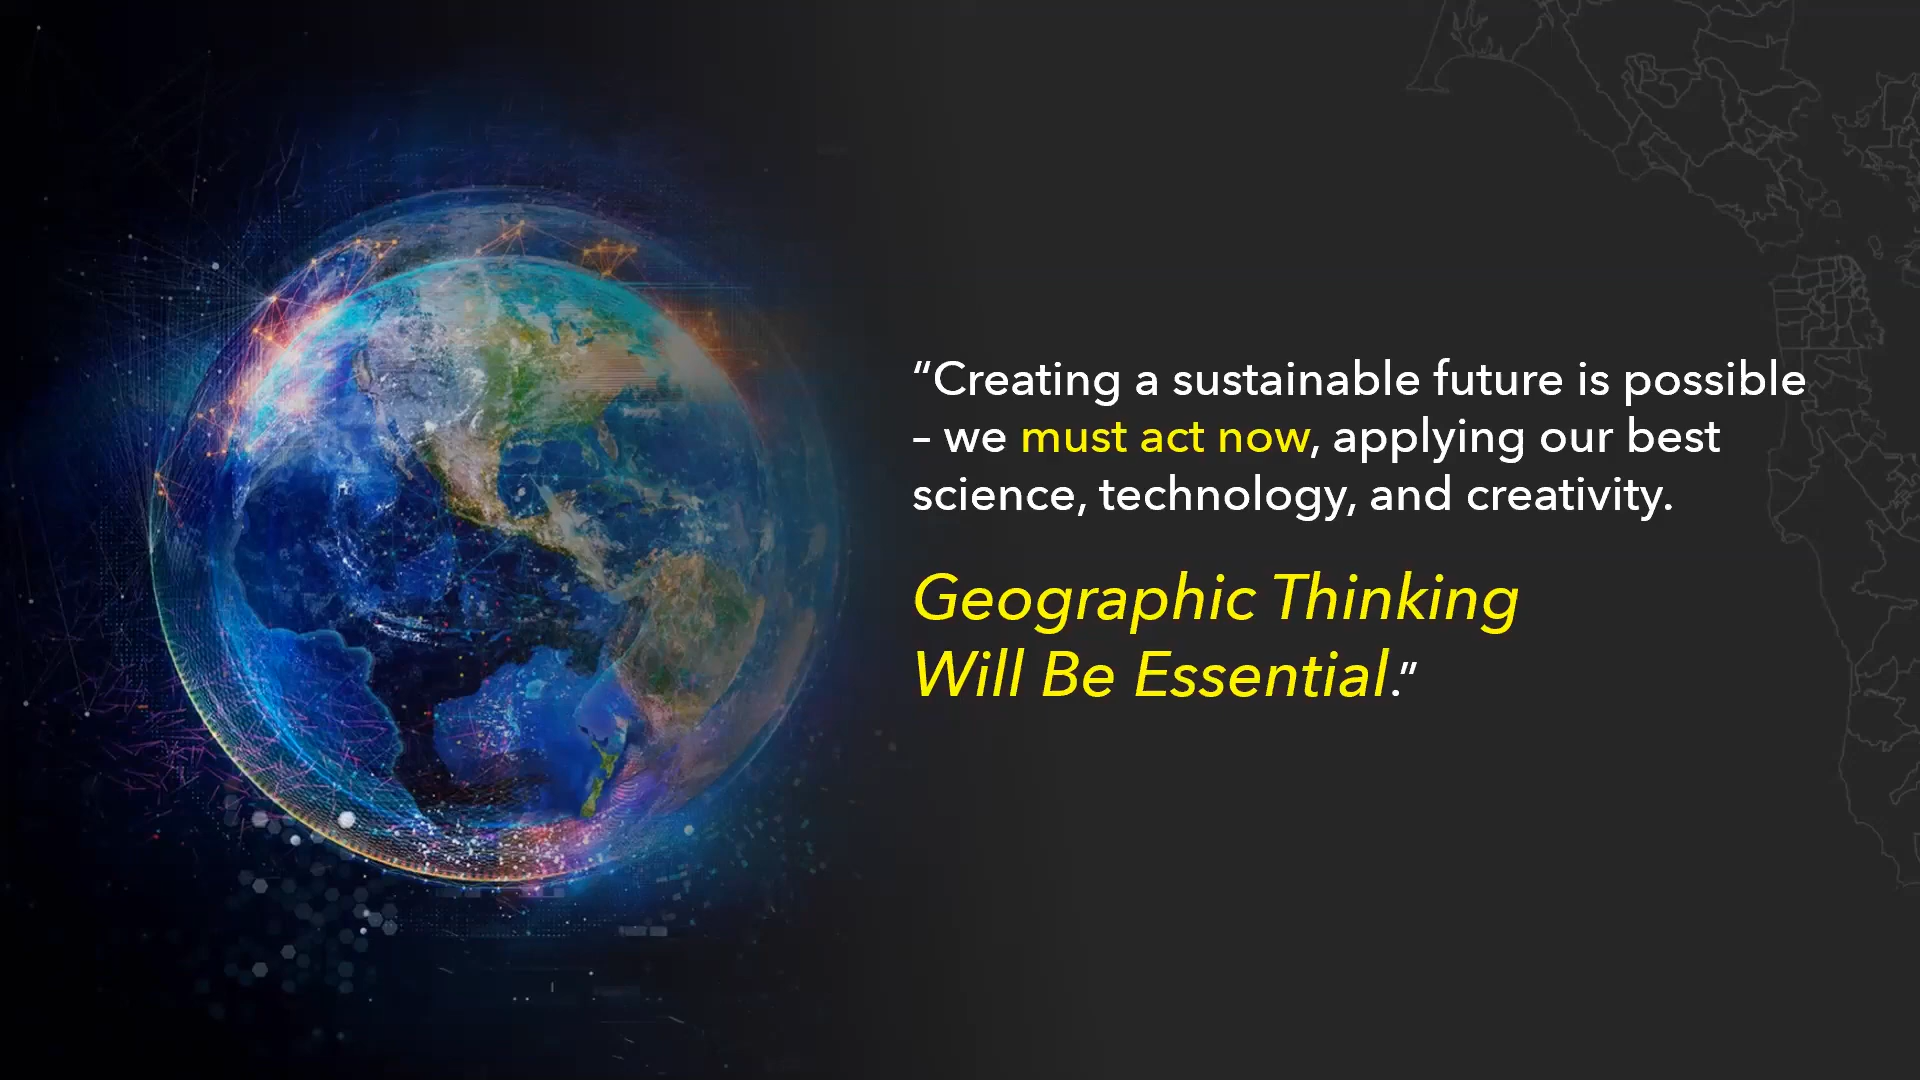 “Creating a sustainable future is possible
– we must act now, applying our best
science, technology, and creativity.
Geographic Thinking
Will Be Essential.”